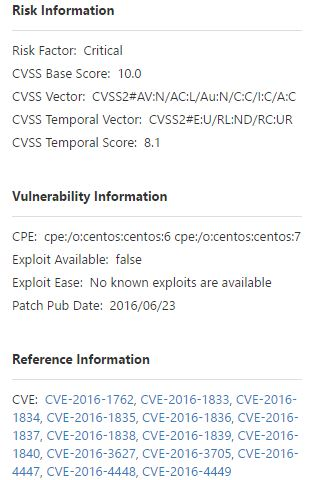 Risk Information
Risk Factor: Critical
CVSS Base Score: 10.0
CVSS Vector: CVSS2#AV:N/AC:L/Au:N/C:C/I:C/A:C
CVSS Temporal Vector: CVSS2#E:U/RL:ND/RC:UR
CVSS Temporal Score: 8.1
Vulnerability Information
CPE: cpe:/o:centos:centos:6 cpe:/o:centos:centos:7
Exploit Available: false
Exploit Ease: No known exploits are available
Patch Pub Date: 2016/06/23
Reference Information
CVE: CVE-2016-1762, CVE-2016-1833, CVE-2016-
1834, CVE-2016-1835, CVE-2016-1836, CVE-2016-
1837, CVE-2016-1838, CVE-2016-1839, CVE-2016-
1840, CVE-2016-3627, CVE-2016-3705, CVE-2016-
4447, CVE-2016-4448, CVE-2016-4449